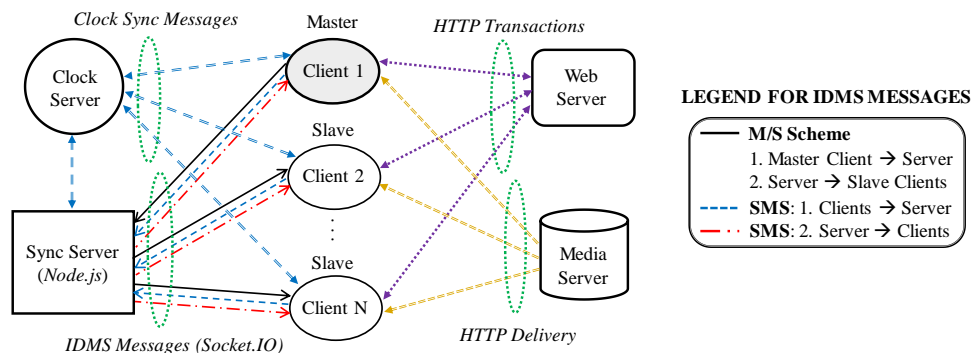 Clock Sync Messages
Master
HTTP Transactions
Client 1
Clock
Server
Web
Server
Slave
Client 2
Sync Server
(Node.js)
⋮
Slave
Client N
Media
Server
IDMS Messages (Socket.IO)
HTTP Delivery
LEGEND FOR IDMS MESSAGES
M/S Scheme
1. Master Client → Server
2. Server → Slave Clients
SMS: 1. Clients → Server
SMS: 2. Server → Clients